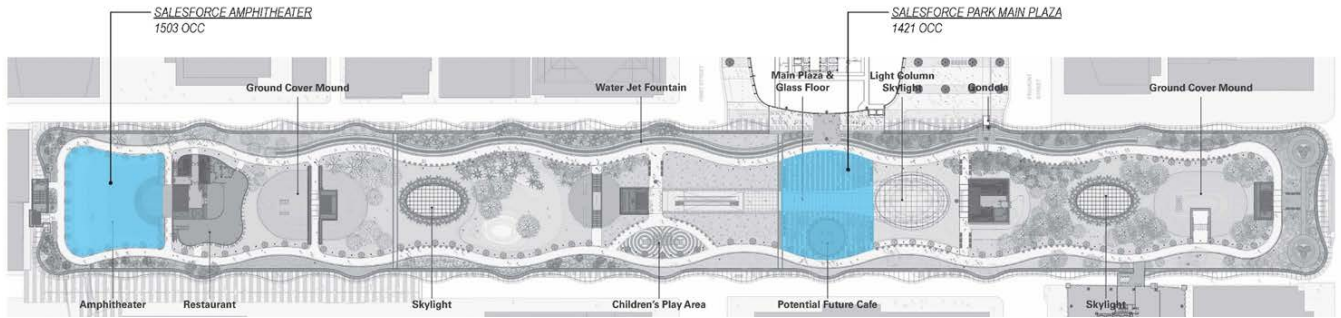 SALESFORCE AMPHITHEATER
1503 OCC
SALESFORCE PARK MAIN PLAZA
1421 OCC
Ground Cover Mound
Water Jet Fountain
Main Plaza &
Glass Floor
Light Column
Skylight
Gondola
Ground Cover Mound
Amphitheater
Restaurant
Skylight
Children's Play Area
Potential Future Cafe
Skylight